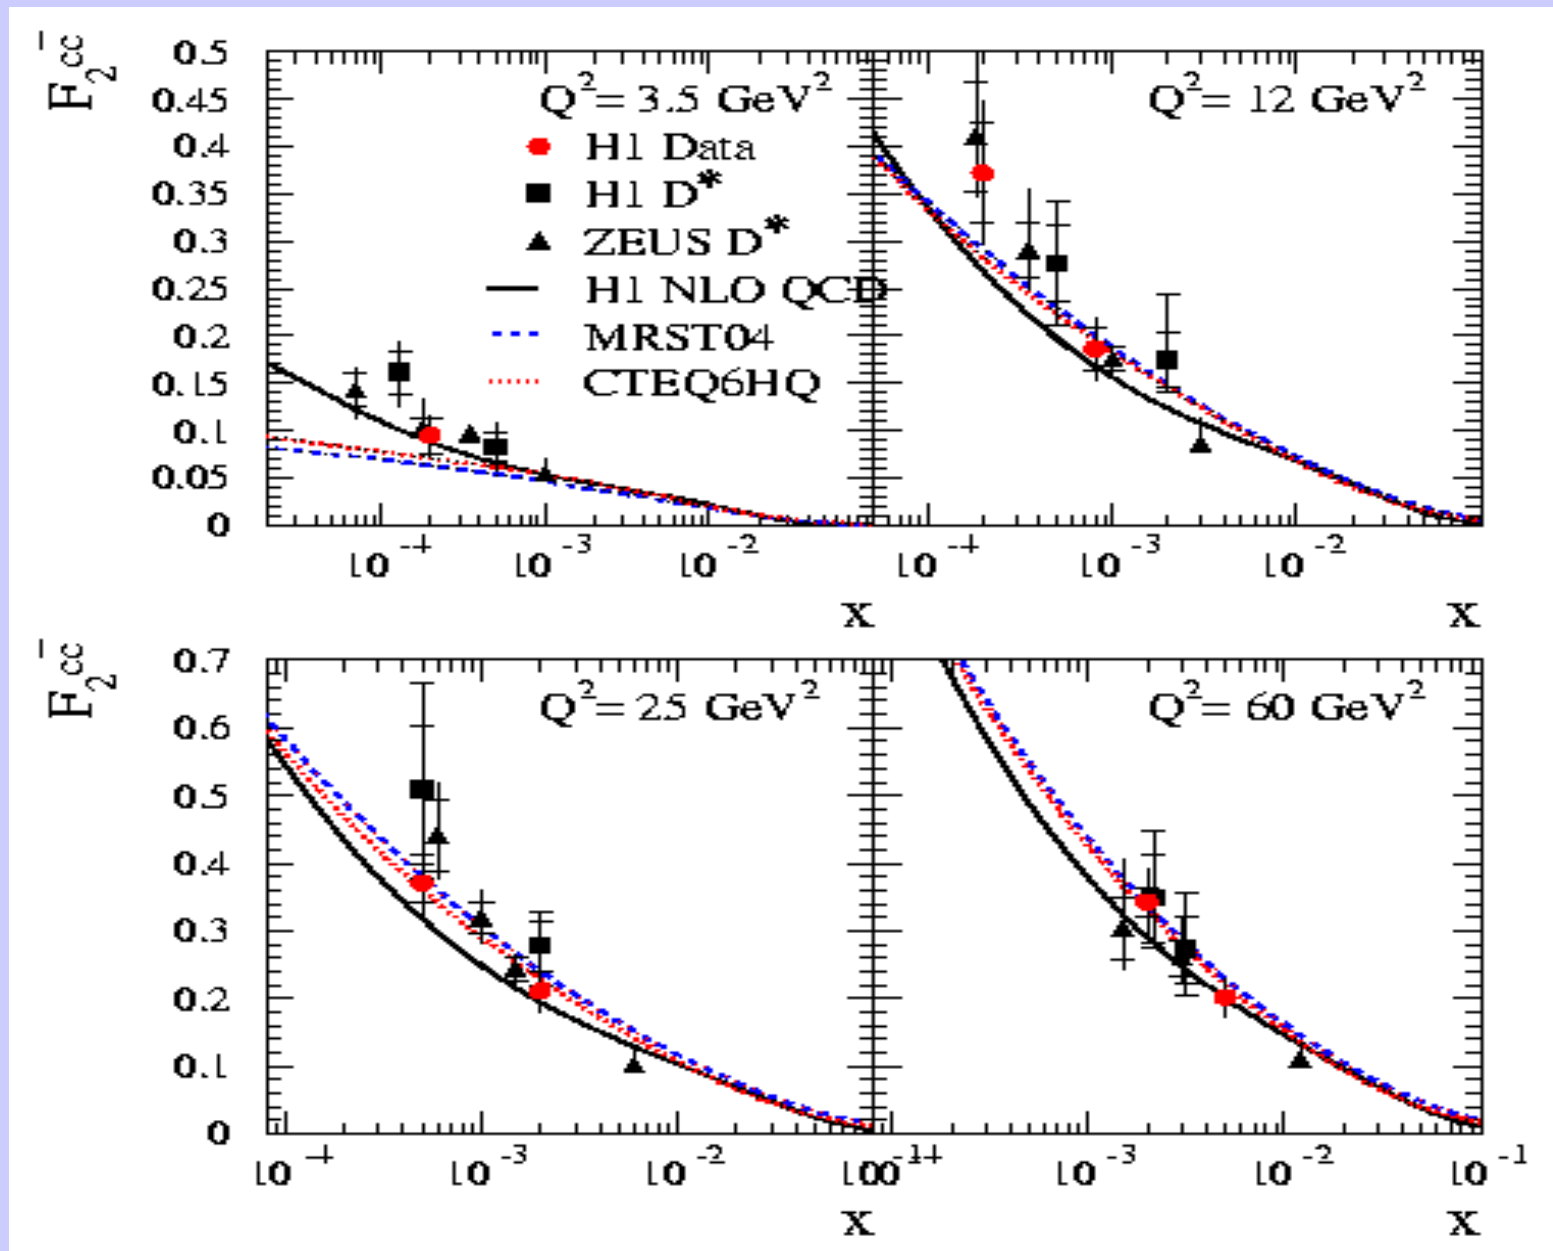 F₂^cc̄
0.5
0.45
0.4
0.35
0.3
0.25
0.2
0.15
0.1
0.05
0
Q²= 3.5 GeV²
H1 Data
H1 D*
ZEUS D*
H1 NLO QCD
MRST04
CTEQ6HQ
10⁻⁴ 10⁻³ 10⁻²
x
Q²= 12 GeV²
10⁻⁴ 10⁻³ 10⁻²
x
F₂^cc̄
0.7
0.6
0.5
0.4
0.3
0.2
0.1
0
Q²= 25 GeV²
10⁻⁴ 10⁻³ 10⁻²
x
Q²= 60 GeV²
10⁻³ 10⁻² 10⁻¹
x